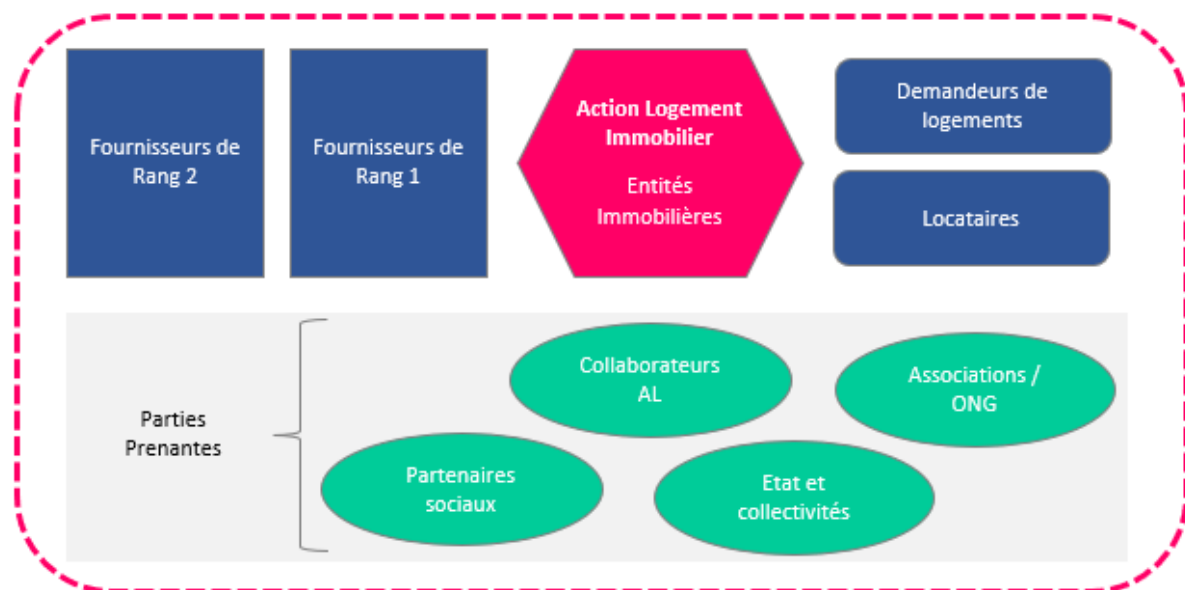 Fournisseurs de
Rang 2
Fournisseurs de
Rang 1
Action Logement
Immobilier
Entités
Immobilières
Demandeurs de
logements
Locataires
Parties
Prenantes
Collaborateurs
AL
Associations /
ONG
Partenaires
sociaux
Etat et
collectivités